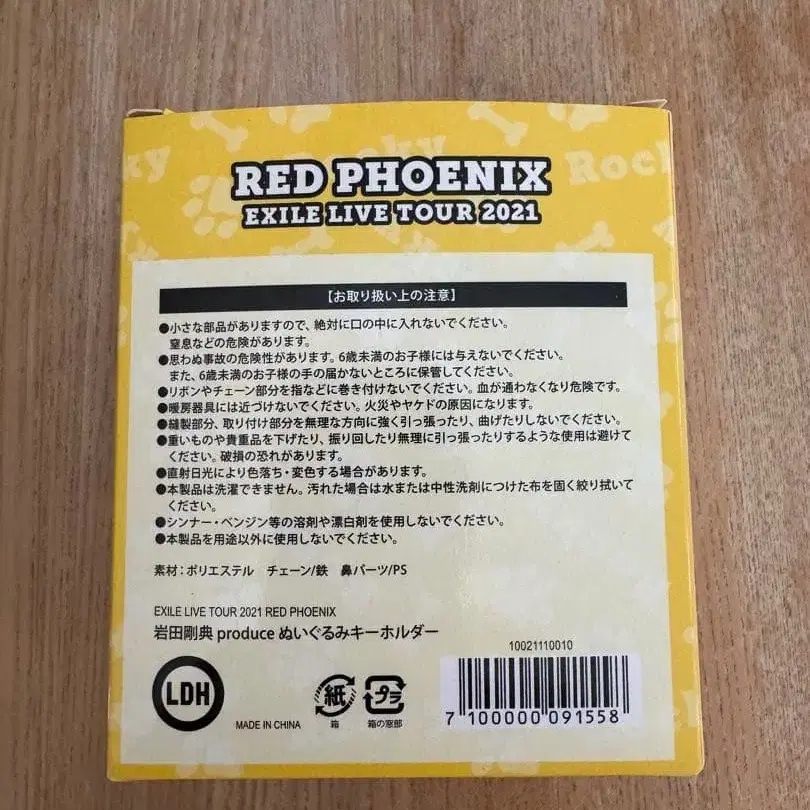 Rocky
Rocky
Rock
RED PHOENIX
EXILE LIVE TOUR 2021
【お取り扱い上の注意】
●小さな部品がありますので、絶対に口の中に入れないでください。
窒息などの危険があります。
●思わぬ事故の危険性があります。6歳未満のお子様には与えないでください。
また、6歳未満のお子様の手の届かないところに保管してください。
●リボンやチェーン部分を指などに巻き付けないでください。血が通わなくなり危険です。
●暖房器具には近づけないでください。火災やヤケドの原因になります。
●縫製部分、取り付け部分を無理な方向に強く引っ張ったり、曲げたりしないでください。
●重いものや貴重品を下げたり、振り回したり無理に引っ張ったりするような使用は避けて
ください。破損の恐れがあります。
●直射日光により色落ち・変色する場合があります。
●本製品は洗濯できません。汚れた場合は水または中性洗剤につけた布を固く絞り拭いて
ください。
●シンナー・ベンジン等の溶剤や漂白剤を使用しないでください。
●本製品を用途以外に使用しないでください。
素材：ポリエステル　チェーン/鉄　鼻パーツ/PS
EXILE LIVE TOUR 2021 RED PHOENIX
岩田剛典 produce ぬいぐるみキーホルダー
10021110010
LDH
MADE IN CHINA
紙
箱
プラ
箱の窓部
7 100000 091558